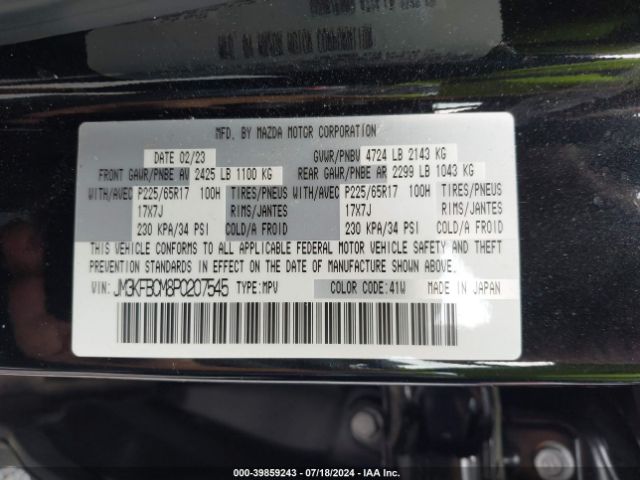 MFD. BY MAZDA MOTOR CORPORATION
DATE 02/23 GVWR/PNBV 4724 LB 2143 KG
FRONT GAWR/PNBE AV 2425 LB 1100 KG REAR GAWR/PNBE AR 2299 LB 1043 KG
WITH/AVEC P225/65R17 100H TIRES/PNEUS WITH/AVEC P225/65R17 100H TIRES/PNEUS
17X7J RIMS/JANTES 17X7J RIMS/JANTES
230 KPA/34 PSI COLD/A FROID 230 KPA/34 PSI COLD/A FROID
THIS VEHICLE CONFORMS TO ALL APPLICABLE FEDERAL MOTOR VEHICLE SAFETY AND THEFT
PREVENTION STANDARDS IN EFFECT ON THE DATE OF MANUFACTURE SHOWN ABOVE.
VIN: JM3KFBCM8P0207545 TYPE:MPV COLOR CODE:41W MADE IN JAPAN
000-39859243 - 07/18/2024 - IAA Inc.